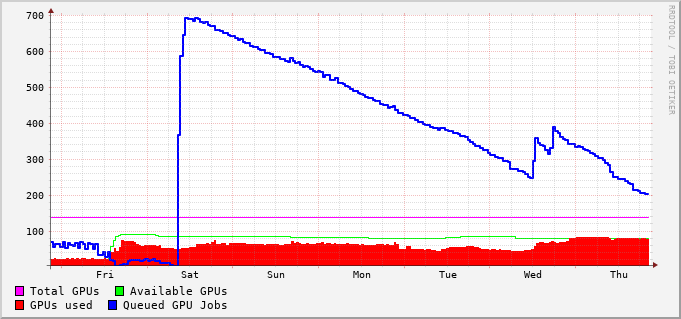 700
600
500
400
300
200
100
Fri Sat Sun Mon Tue Wed Thu
Total GPUs Available GPUs
GPUs used Queued GPU Jobs
RRDTOOL / TOBI OETIKER